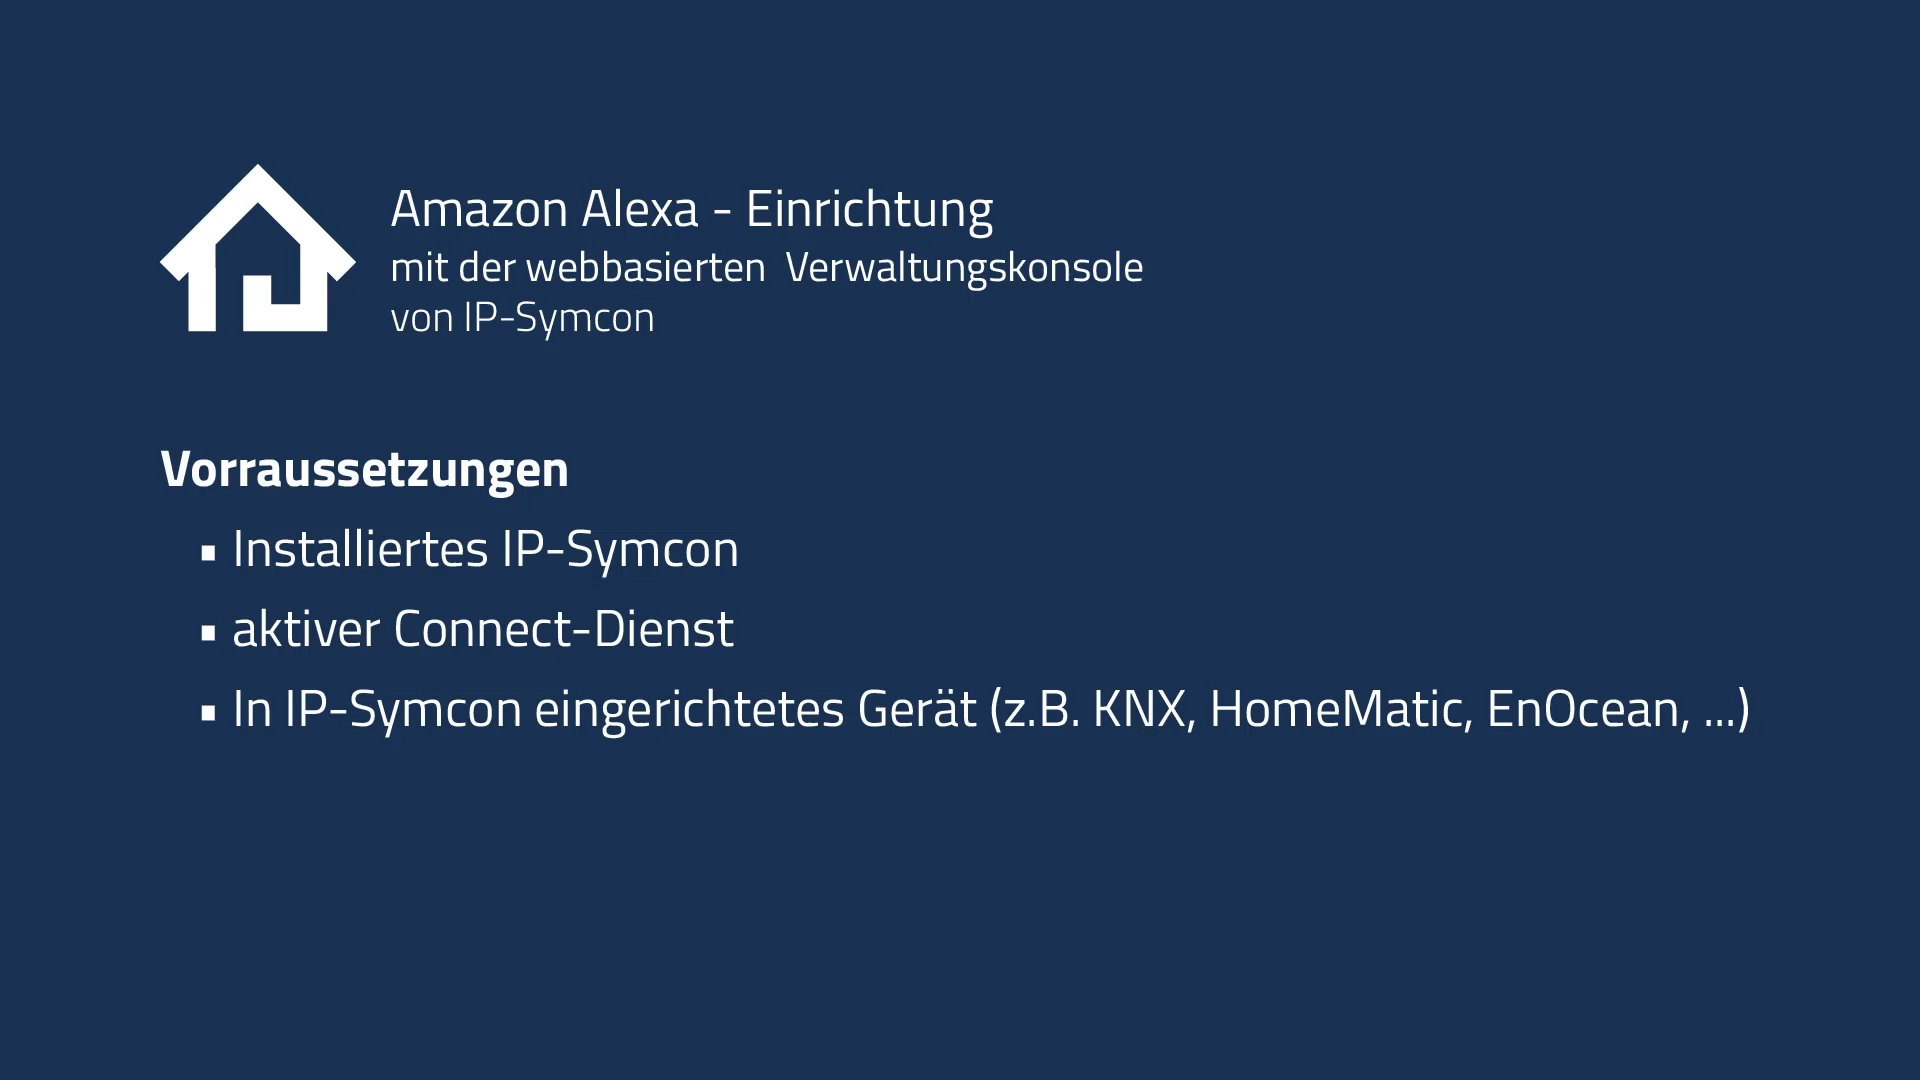 Amazon Alexa - Einrichtung
mit der webbasierten Verwaltungskonsole
von IP-Symcon
Vorraussetzungen
▪ Installiertes IP-Symcon
▪ aktiver Connect-Dienst
▪ In IP-Symcon eingerichtetes Gerät (z.B. KNX, HomeMatic, EnOcean, ...)